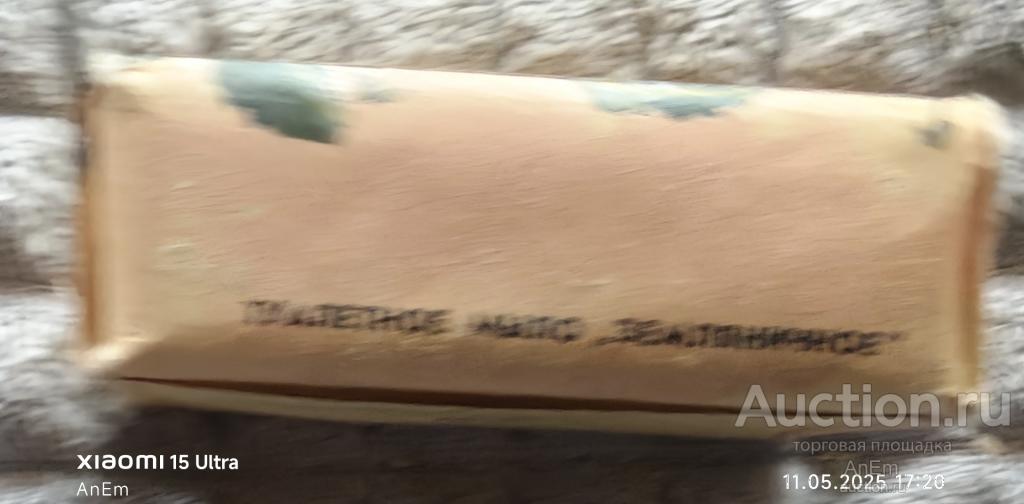 ТУАЛЕТНОЕ МЫЛО „ЗЕМЛЯНИЧНОЕ"
Auction.ru
торговая площадка
AnEm
XIAOMI 15 Ultra
AnEm
11.05.2025 17:20